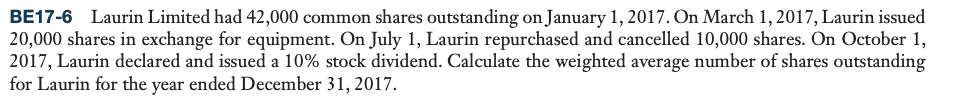 BE17-6 Laurin Limited had 42,000 common shares outstanding on January 1, 2017. On March 1, 2017, Laurin issued
20,000 shares in exchange for equipment. On July 1, Laurin repurchased and cancelled 10,000 shares. On October 1,
2017, Laurin declared and issued a 10% stock dividend. Calculate the weighted average number of shares outstanding
for Laurin for the year ended December 31, 2017.